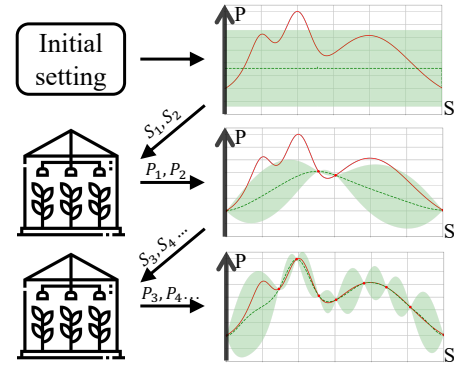 Initial
setting
P
S
S₁, S₂
P
P₁, P₂
S
S₃, S₄ ...
P
P₃, P₄...
S